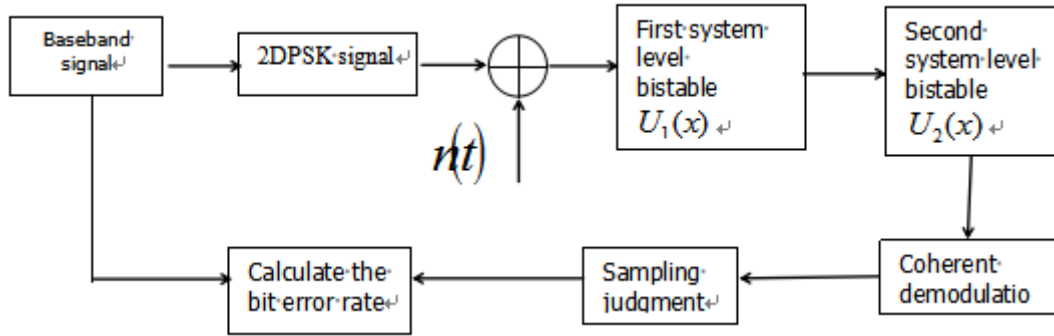 Baseband
signal
2DPSK signal
n(t)
First system
level
bistable
U₁(x)
Second
system level
bistable
U₂(x)
Coherent
demodulatio
Sampling
judgment
Calculate the
bit error rate